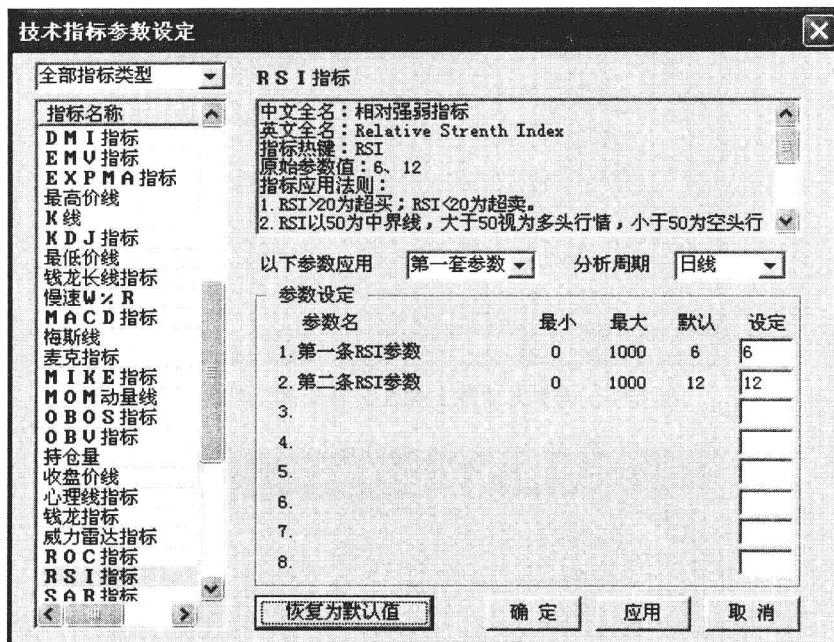 技术指标参数设定
全部指标类型
指标名称
DMI指标
EMV指标
EXPMA指标
最高价线
K线
KDJ指标
最低价线
钱龙长线指标
慢速W%R
MACD指标
梅斯线
麦克指标
MIKE指标
MOM动量线
OBOS指标
OBV指标
持仓量
收盘价线
心理线指标
钱龙指标
威力雷达指标
ROC指标
RSI指标
SAR指标
RSI指标
中文全名：相对强弱指标
英文全名：Relative Strenth Index
指标热键：RSI
原始参数值：6、12
指标应用法则：
1.RSI>20为超买；RSI<20为超卖。
2.RSI以50为中界线，大于50视为多头行情，小于50为空头行
以下参数应用 第一套参数 分析周期 日线
参数设定
参数名 最小 最大 默认 设定
1.第一条RSI参数 0 1000 6 6
2.第二条RSI参数 0 1000 12 12
3.
4.
5.
6.
7.
8.
恢复为默认值 确定 应用 取消